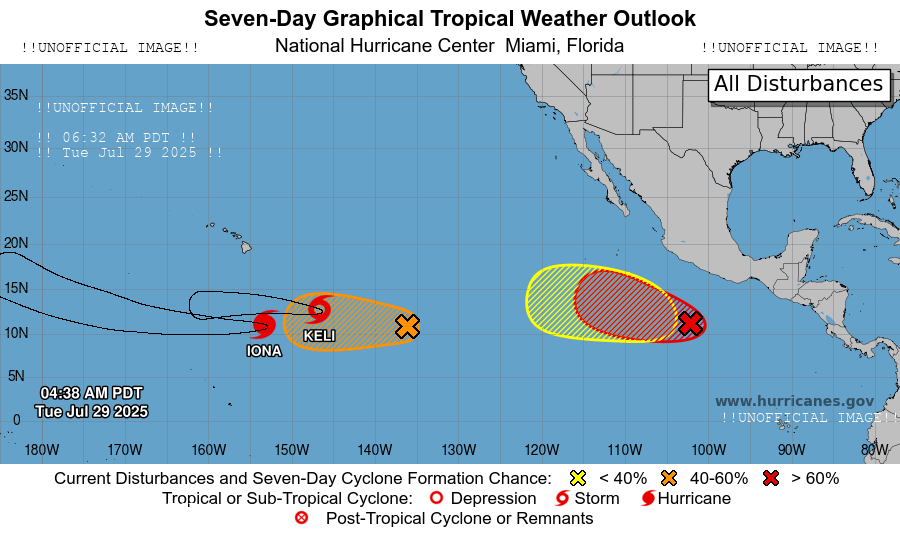 Seven-Day Graphical Tropical Weather Outlook
!!UNOFFICIAL IMAGE!! National Hurricane Center Miami, Florida !!UNOFFICIAL IMAGE!!
All Disturbances
35N
!!UNOFFICIAL IMAGE!!
!! 06:32 AM PDT !!
30N
!! Tue Jul 29 2025 !!
25N
20N
15N
10N
KELI
IONA
5N
04:38 AM PDT
www.hurricanes.gov
Tue Jul 29 2025
!!UNOFFICIAL IMAGE!!
0
180W 170W 160W 150W 140W 130W 120W 110W 100W 90W 80W
Current Disturbances and Seven-Day Cyclone Formation Chance: < 40% 40-60% > 60%
Tropical or Sub-Tropical Cyclone: Depression Storm Hurricane
Post-Tropical Cyclone or Remnants